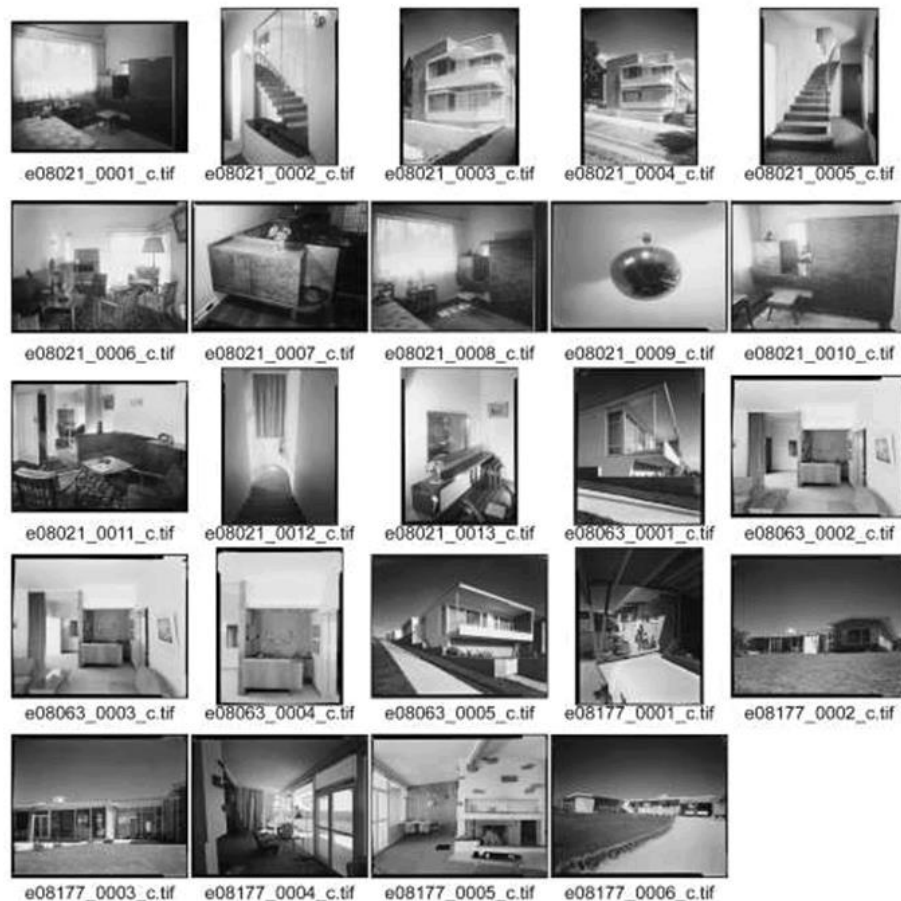 e08021_0001_c.tif e08021_0002_c.tif e08021_0003_c.tif e08021_0004_c.tif e08021_0005_c.tif
e08021_0006_c.tif e08021_0007_c.tif e08021_0008_c.tif e08021_0009_c.tif e08021_0010_c.tif
e08021_0011_c.tif e08021_0012_c.tif e08021_0013_c.tif e08063_0001_c.tif e08063_0002_c.tif
e08063_0003_c.tif e08063_0004_c.tif e08063_0005_c.tif e08177_0001_c.tif e08177_0002_c.tif
e08177_0003_c.tif e08177_0004_c.tif e08177_0005_c.tif e08177_0006_c.tif